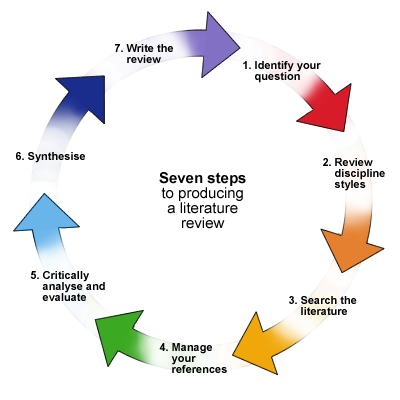 Seven steps
to producing
a literature
review
1. Identify your
question
2. Review
discipline
styles
3. Search the
literature
4. Manage
your
references
5. Critically
analyse and
evaluate
6. Synthesise
7. Write the
review